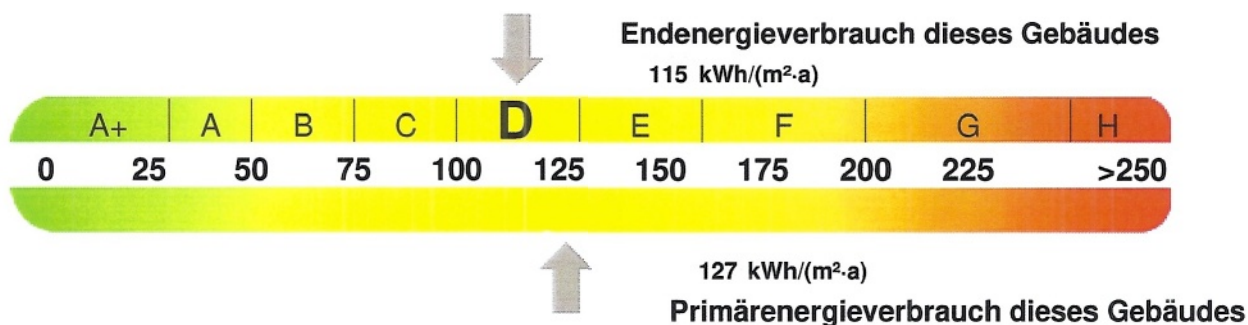 Endenergieverbrauch dieses Gebäudes
115 kWh/(m²·a)
A+ A B C D E F G H
0 25 50 75 100 125 150 175 200 225 >250
127 kWh/(m²·a)
Primärenergieverbrauch dieses Gebäudes